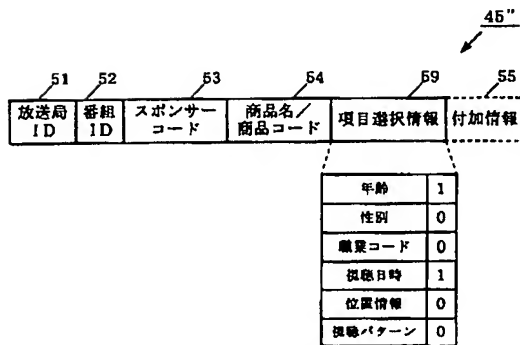 45"
51 52 53 54 59 55
放送局 ID
番組 ID
スポンサー コード
商品名/ 商品コード
項目選択情報
付加情報
年齢 1
性別 0
職業コード 0
視聴日時 1
位置情報 0
視聴パターン 0